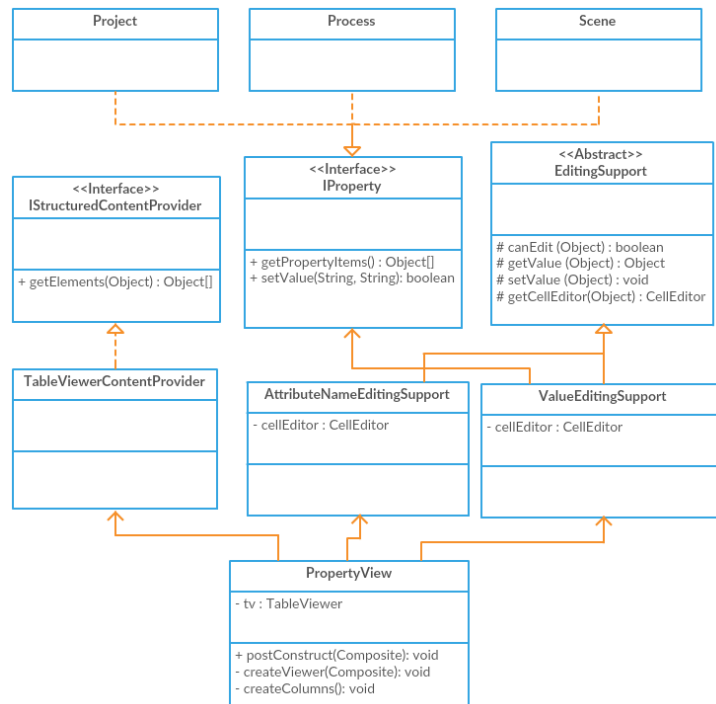 Project
Process
Scene
<<Interface>>
IStructuredContentProvider
+ getElements(Object) : Object[]
<<Interface>>
IProperty
+ getPropertyItems() : Object[]
+ setValue(String, String): boolean
<<Abstract>>
EditingSupport
# canEdit (Object) : boolean
# getValue (Object) : Object
# setValue (Object) : void
# getCellEditor(Object) : CellEditor
TableViewerContentProvider
AttributeNameEditingSupport
- cellEditor : CellEditor
ValueEditingSupport
- cellEditor : CellEditor
PropertyView
- tv : TableViewer
+ postConstruct(Composite): void
- createViewer(Composite): void
- createColumns(): void